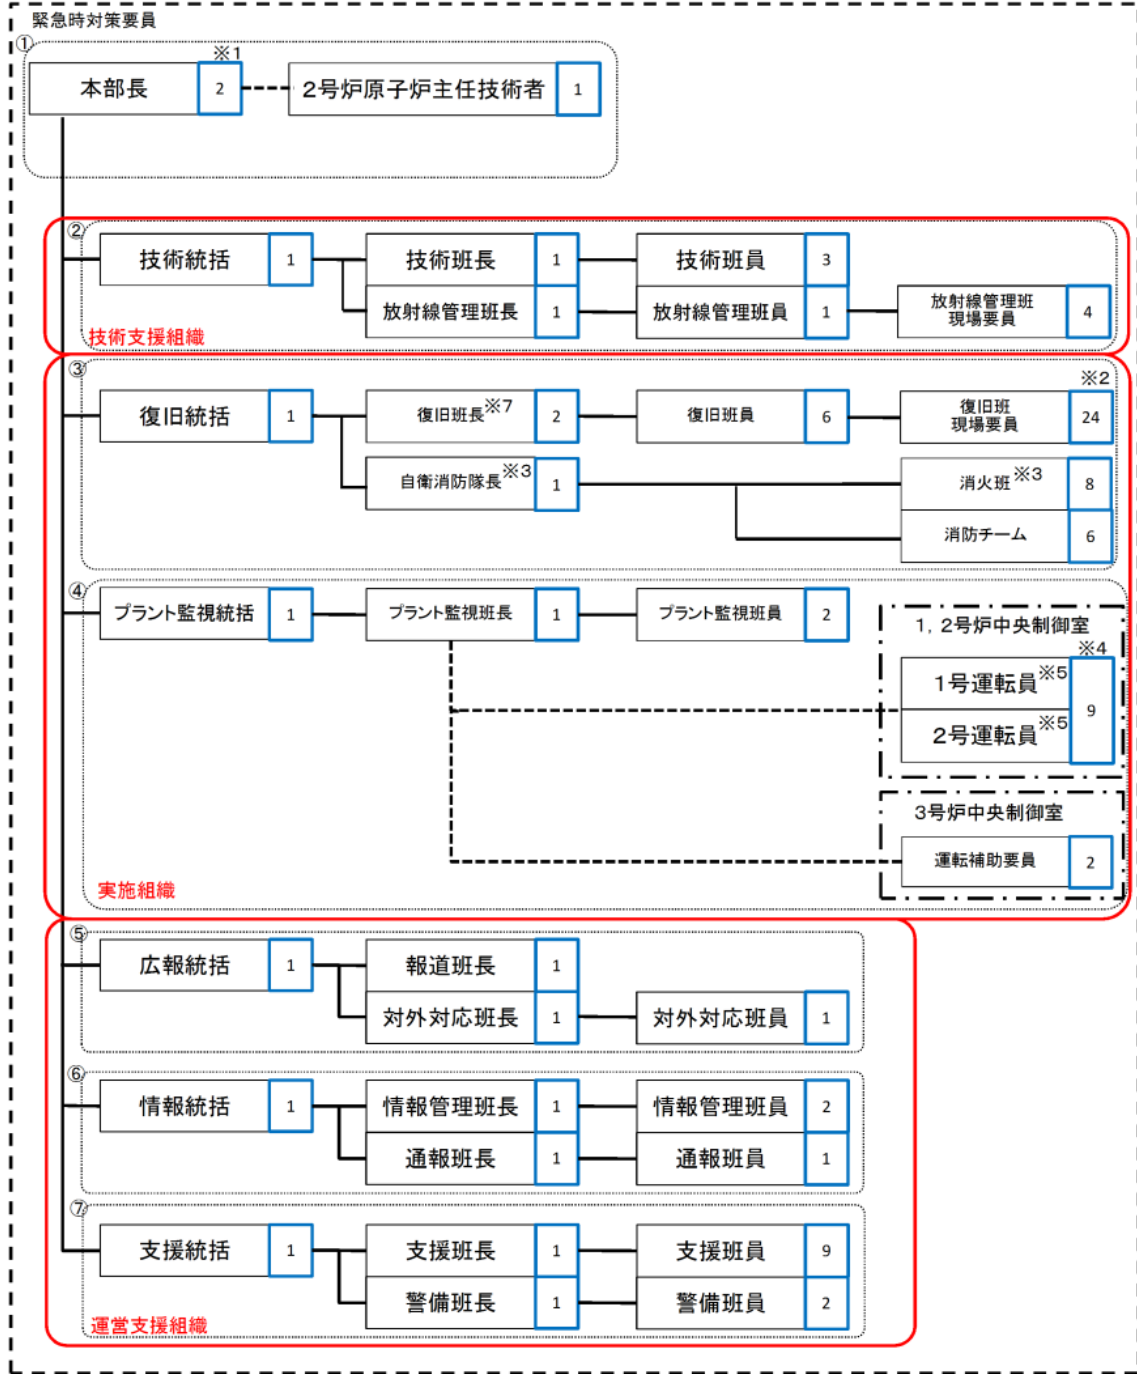 緊急時対策要員
①
※1
本部長 2
2号炉原子炉主任技術者 1
②
技術統括 1
技術班長 1
技術班員 3
放射線管理班長 1
放射線管理班員 1
放射線管理班
現場要員 4
技術支援組織
③
※2
復旧統括 1
復旧班長※7 2
復旧班員 6
復旧班
現場要員 24
自衛消防隊長※3 1
消火班※3 8
消防チーム 6
④
プラント監視統括 1
プラント監視班長 1
プラント監視班員 2
1，2号炉中央制御室
※4
1号運転員※5
9
2号運転員※5
3号炉中央制御室
運転補助要員 2
実施組織
⑤
広報統括 1
報道班長 1
対外対応班長 1
対外対応班員 1
⑥
情報統括 1
情報管理班長 1
情報管理班員 2
通報班長 1
通報班員 1
⑦
支援統括 1
支援班長 1
支援班員 9
警備班長 1
警備班員 2
運営支援組織